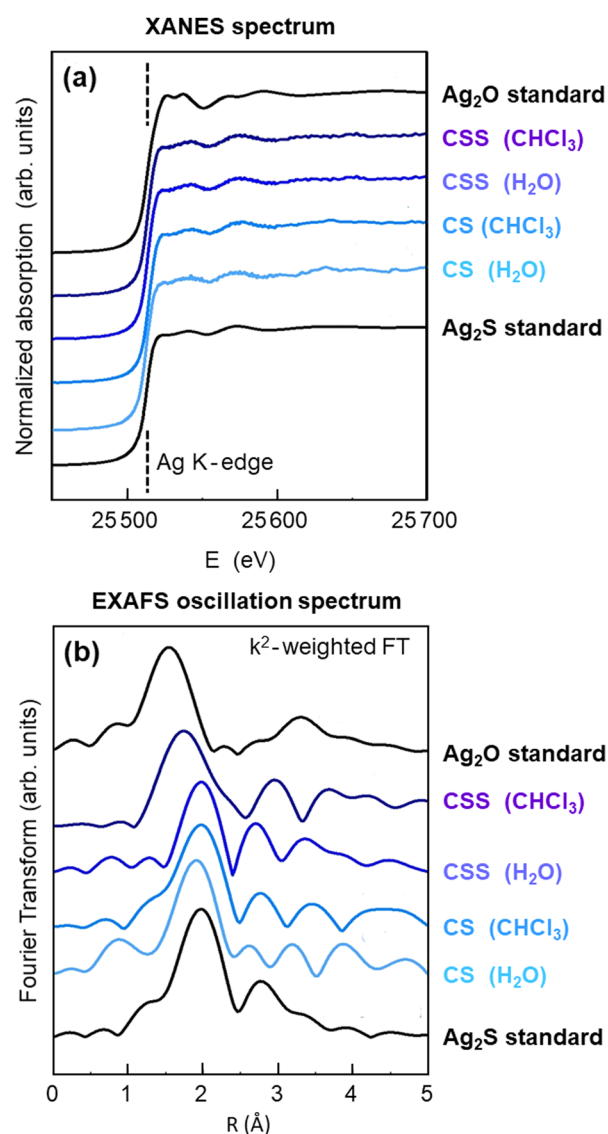 XANES spectrum
(a)
Normalized absorption (arb. units)
Ag₂O standard
CSS (CHCl₃)
CSS (H₂O)
CS (CHCl₃)
CS (H₂O)
Ag₂S standard
Ag K-edge
25500 25600 25700
E (eV)
EXAFS oscillation spectrum
(b)
k²-weighted FT
Fourier Transform (arb. units)
Ag₂O standard
CSS (CHCl₃)
CSS (H₂O)
CS (CHCl₃)
CS (H₂O)
Ag₂S standard
0 1 2 3 4 5
R (Å)